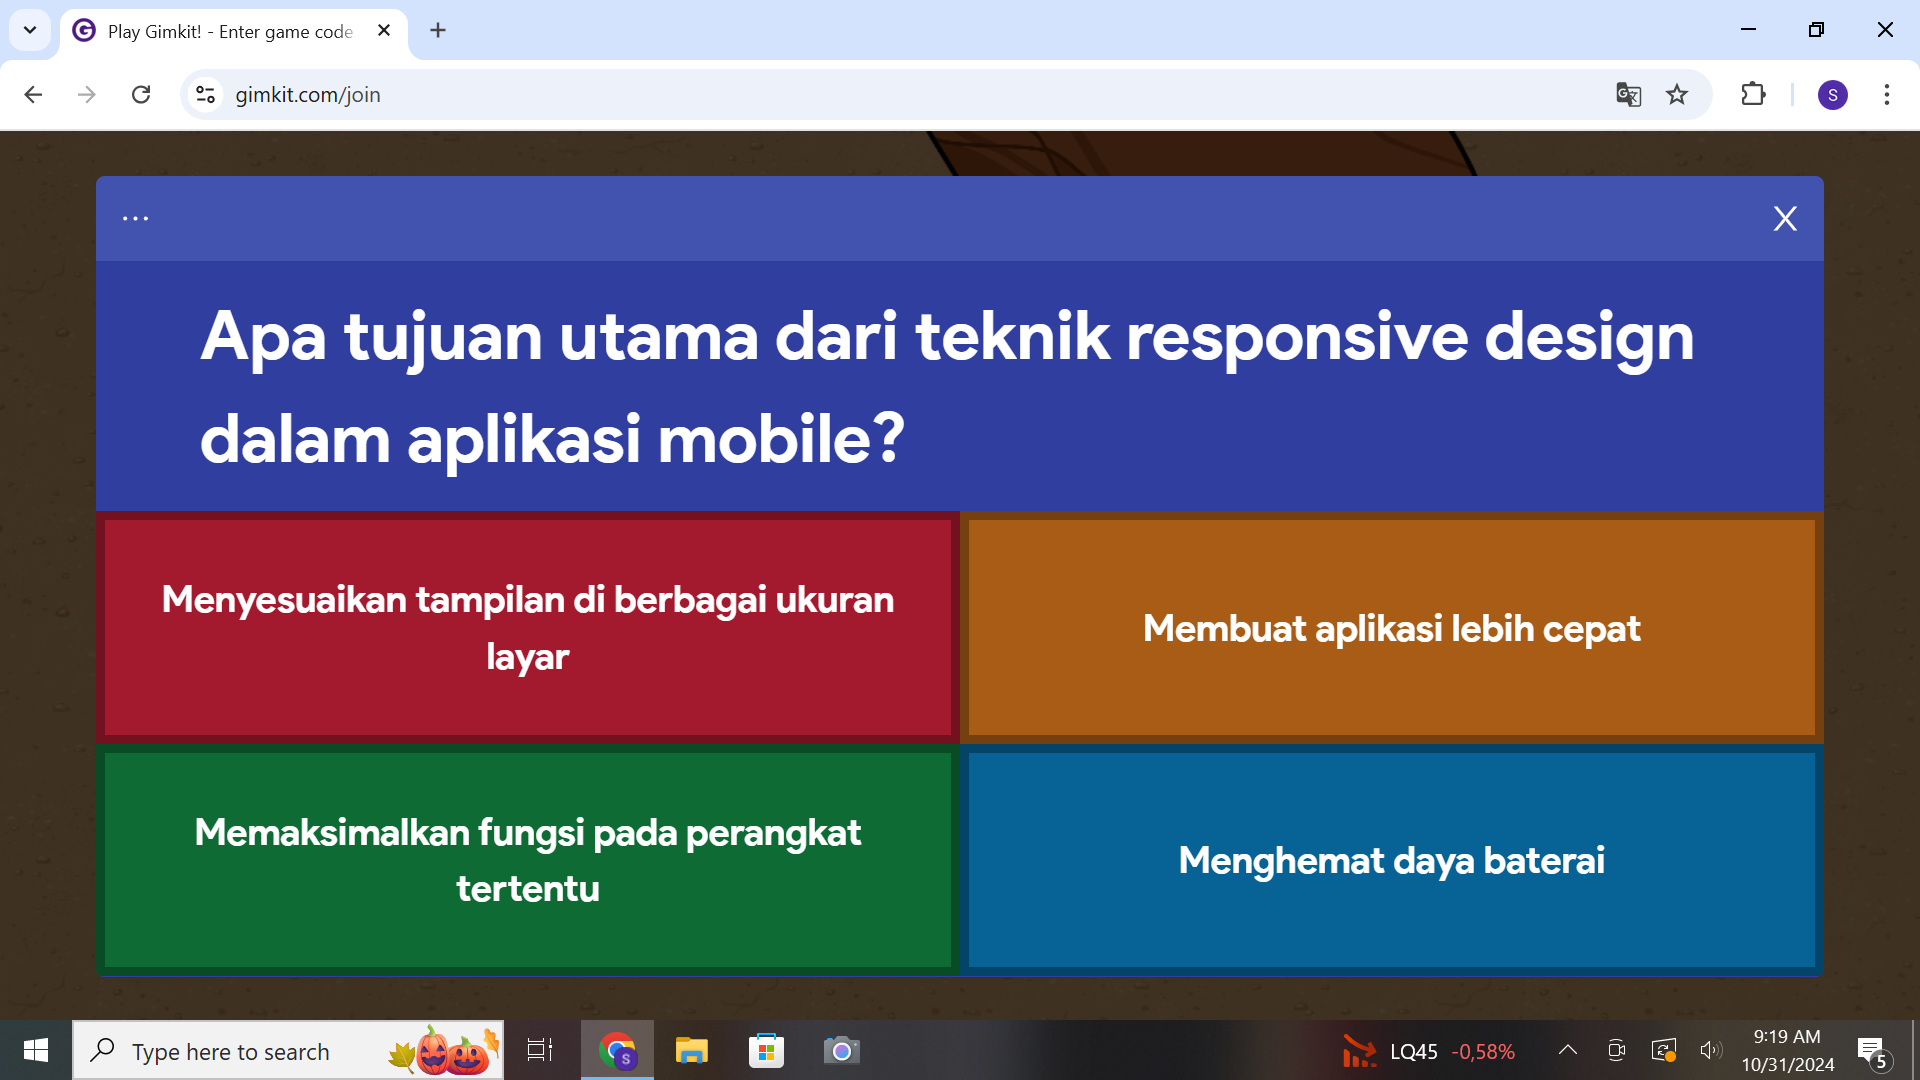 Play Gimkit! - Enter game code
gimkit.com/join
S
...
X
Apa tujuan utama dari teknik responsive design
dalam aplikasi mobile?
Menyesuaikan tampilan di berbagai ukuran
layar
Membuat aplikasi lebih cepat
Memaksimalkan fungsi pada perangkat
tertentu
Menghemat daya baterai
Type here to search
S
LQ45 -0,58%
9:19 AM
10/31/2024
5